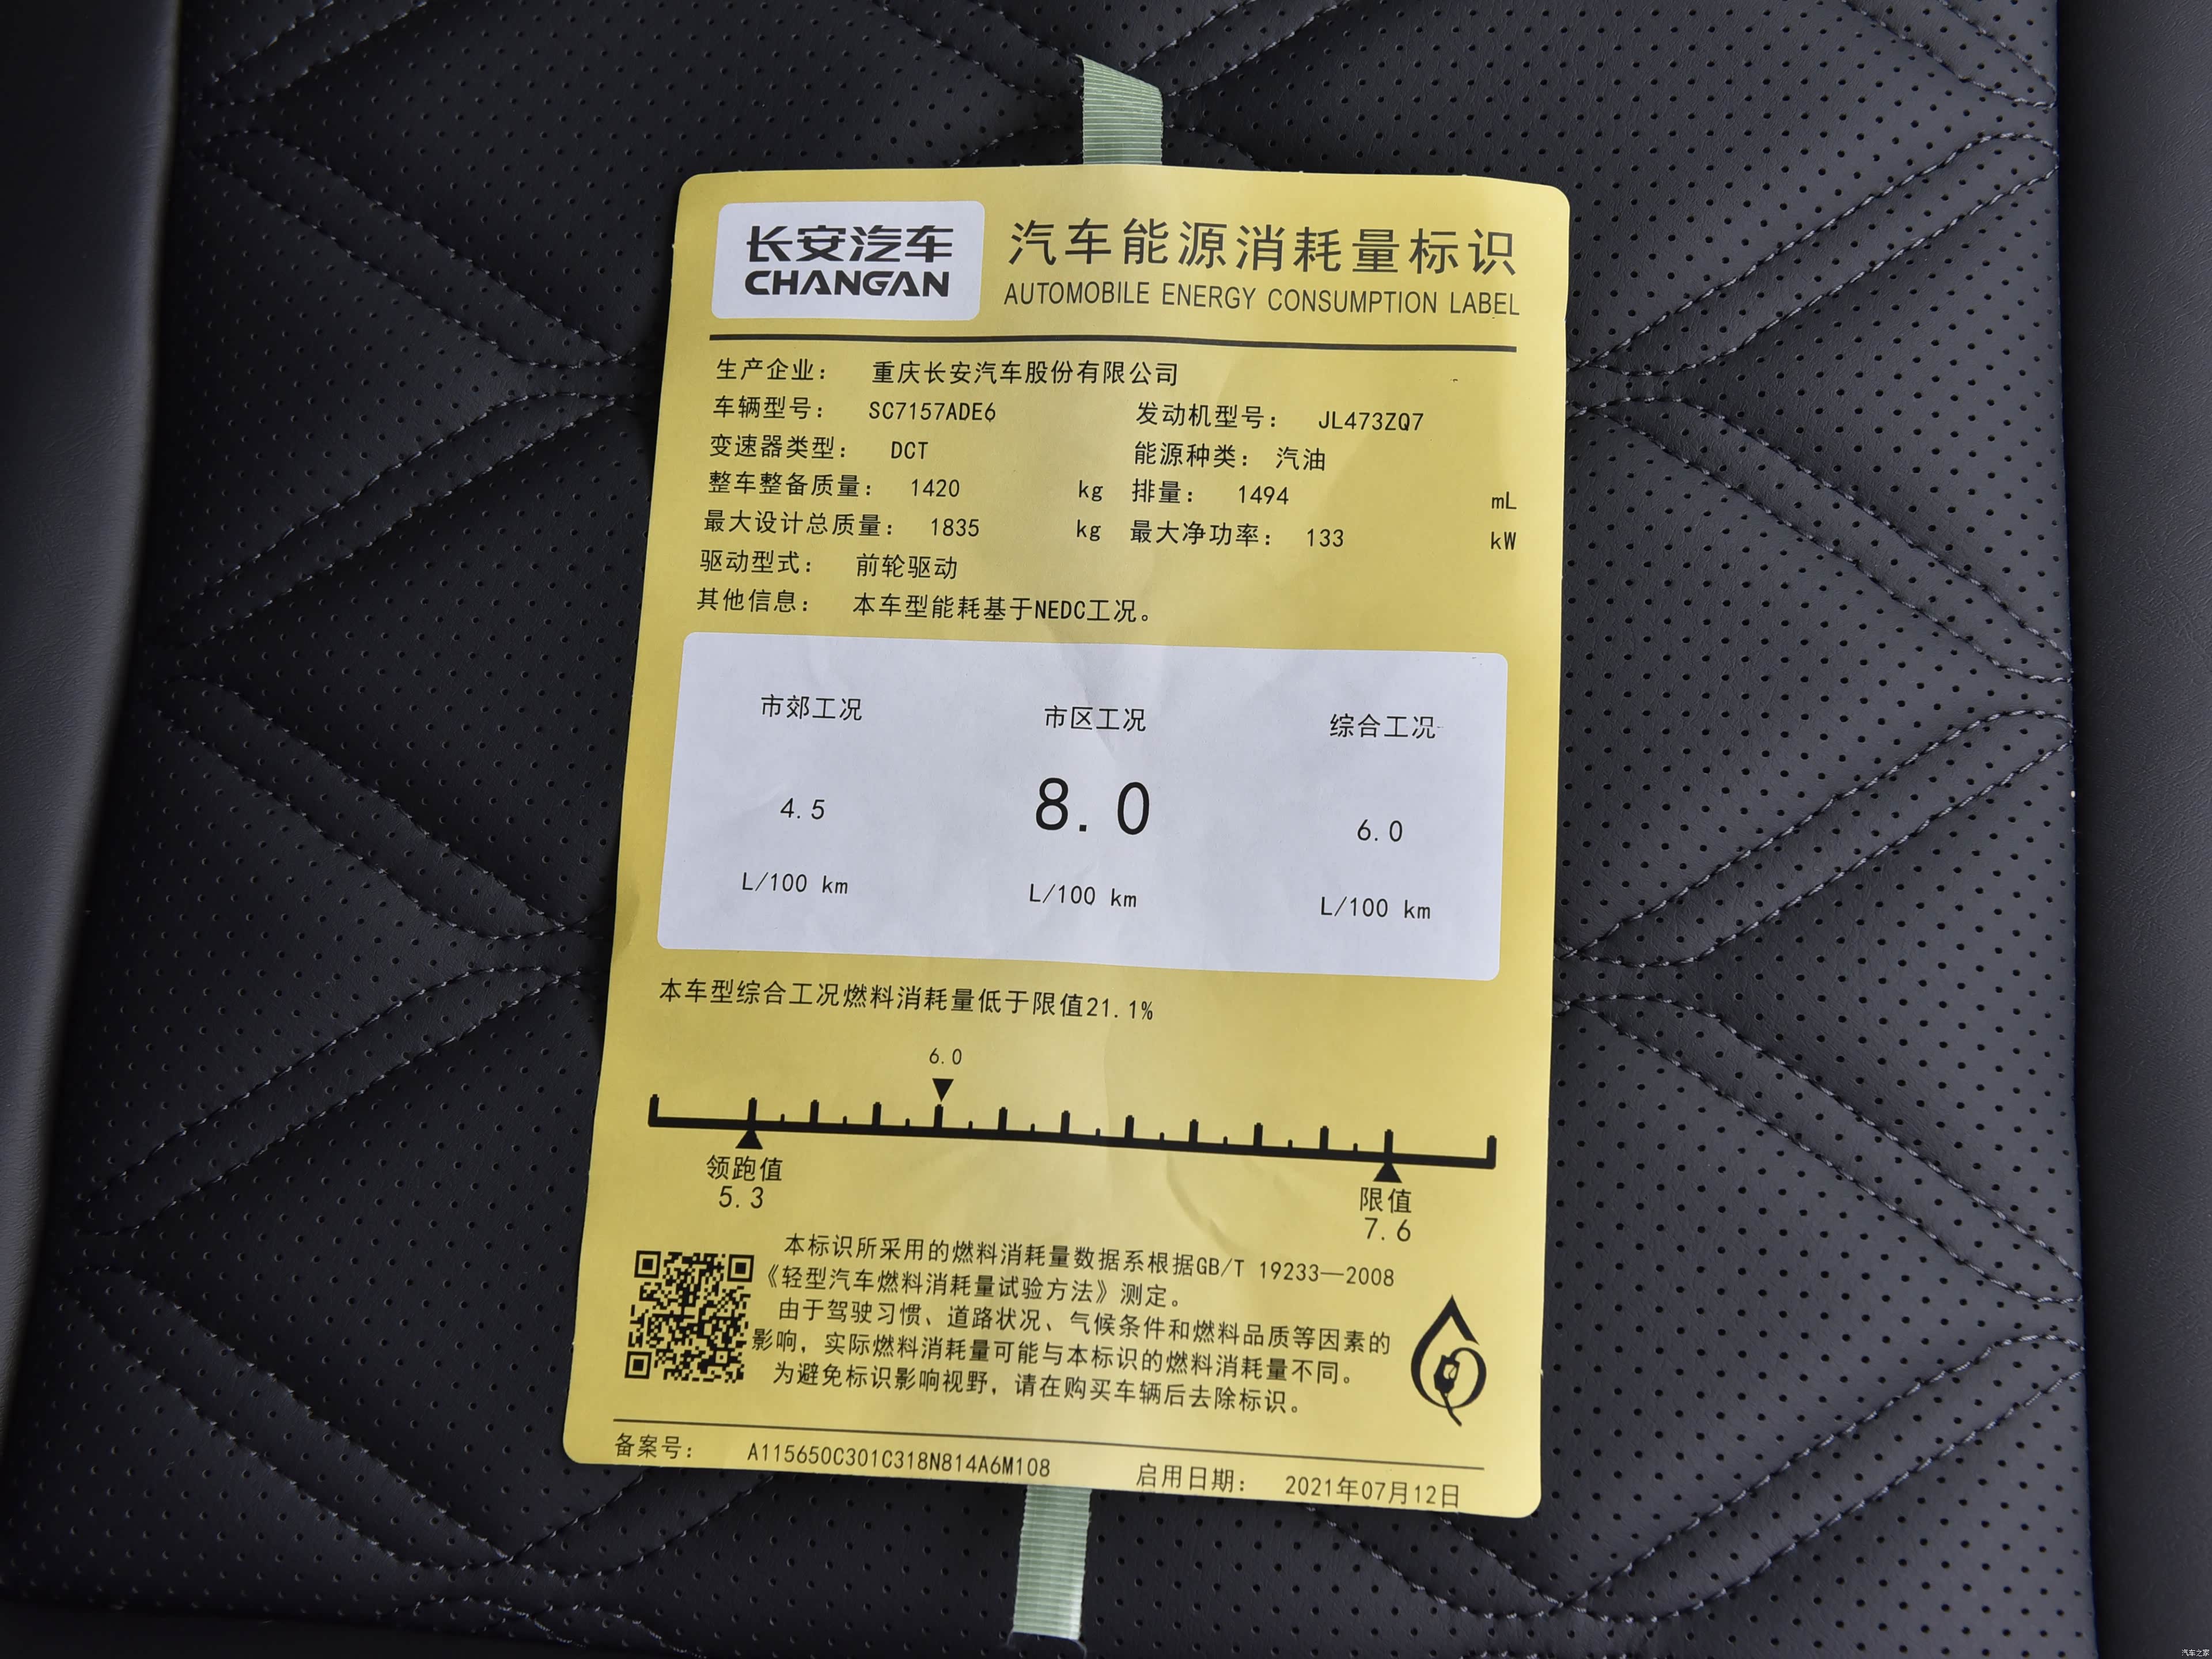 长安汽车
CHANGAN
汽车能源消耗量标识
AUTOMOBILE ENERGY CONSUMPTION LABEL
生产企业： 重庆长安汽车股份有限公司
车辆型号： SC7157ADE6 发动机型号： JL473ZQ7
变速器类型： DCT 能源种类： 汽油
整车整备质量： 1420 kg 排量： 1494 mL
最大设计总质量： 1835 kg 最大净功率： 133 kW
驱动型式： 前轮驱动
其他信息： 本车型能耗基于NEDC工况。
市郊工况 市区工况 综合工况
4.5 8.0 6.0
L/100 km L/100 km L/100 km
本车型综合工况燃料消耗量低于限值21.1%
6.0
领跑值 限值
5.3 7.6
本标识所采用的燃料消耗量数据系根据GB/T 19233—2008
《轻型汽车燃料消耗量试验方法》测定。
由于驾驶习惯、道路状况、气候条件和燃料品质等因素的
影响，实际燃料消耗量可能与本标识的燃料消耗量不同。
为避免标识影响视野，请在购买车辆后去除标识。
备案号： A115650C301C318N814A6M108 启用日期： 2021年07月12日
汽车之家